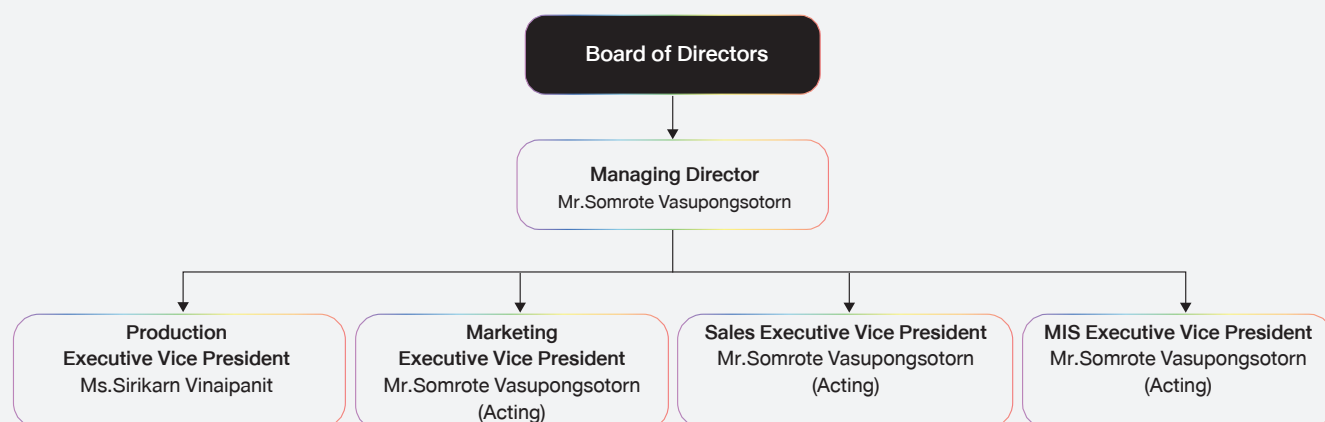 Board of Directors
Managing Director
Mr.Somrote Vasupongsotorn
Production
Executive Vice President
Ms.Sirikarn Vinaipanit
Marketing
Executive Vice President
Mr.Somrote Vasupongsotorn
(Acting)
Sales Executive Vice President
Mr.Somrote Vasupongsotorn
(Acting)
MIS Executive Vice President
Mr.Somrote Vasupongsotorn
(Acting)